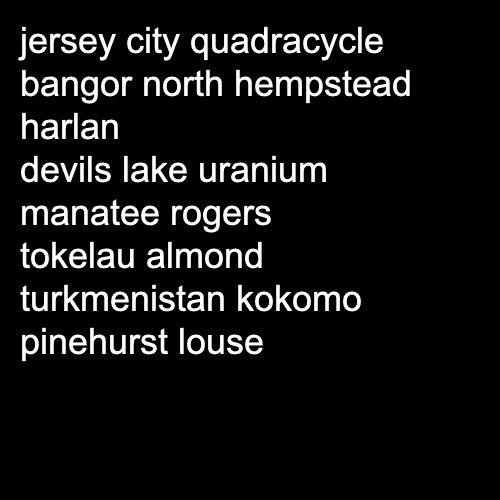 jersey city quadracycle
bangor north hempstead
harlan
devils lake uranium
manatee rogers
tokelau almond
turkmenistan kokomo
pinehurst louse